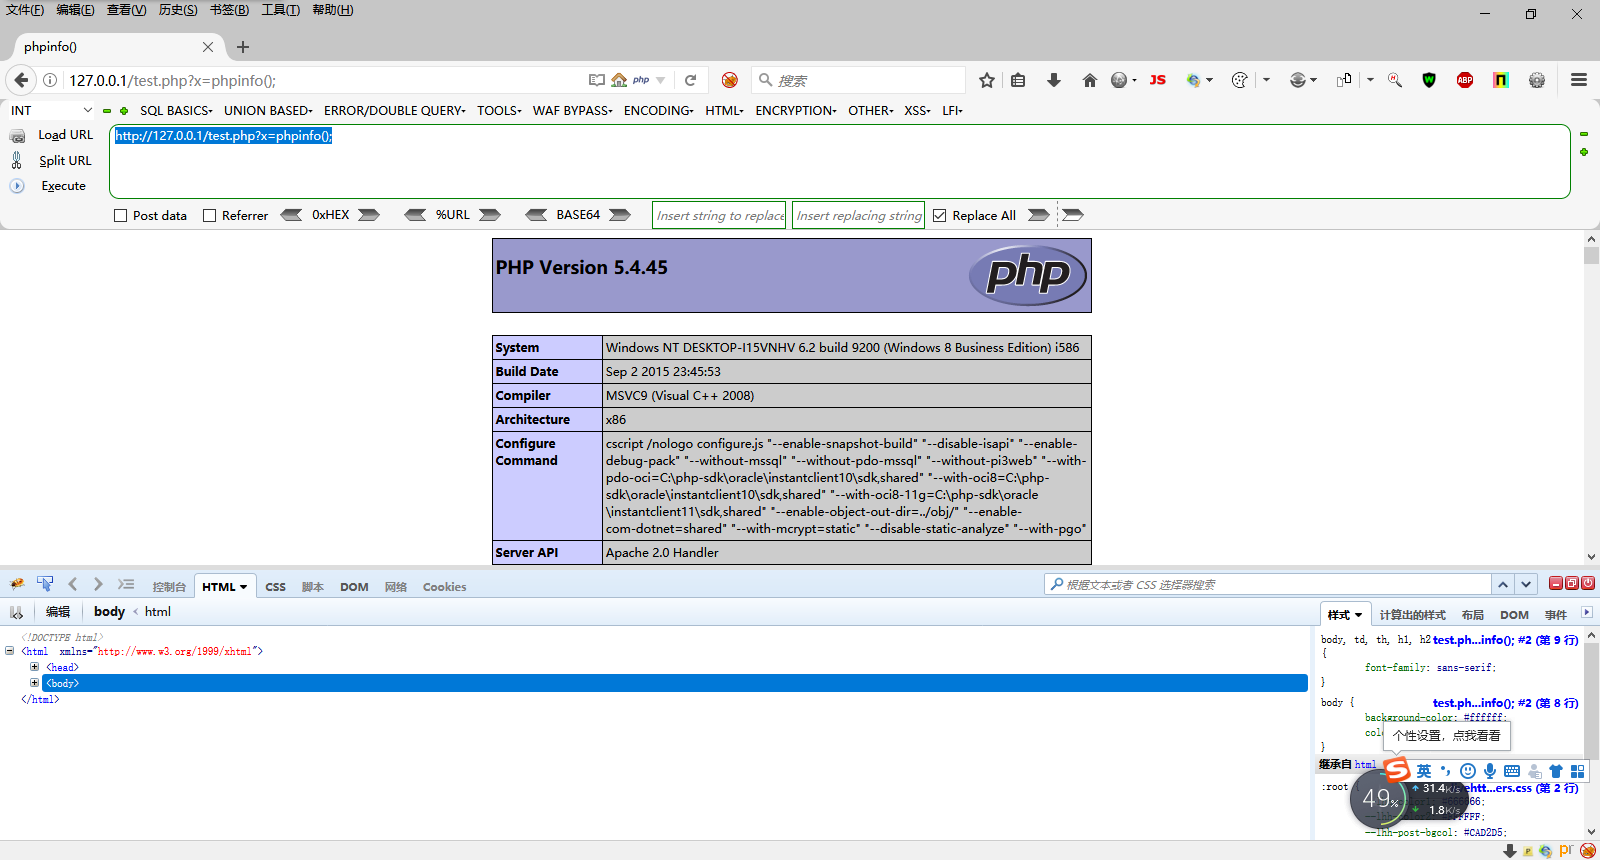 文件(F) 编辑(E) 查看(V) 历史(S) 书签(B) 工具(T) 帮助(H)
phpinfo()
127.0.0.1/test.php?x=phpinfo();
php
搜索
JS
ABP
INT
SQL BASICS UNION BASED ERROR/DOUBLE QUERY TOOLS WAF BYPASS ENCODING HTML ENCRYPTION OTHER XSS LFI
Load URL
http://127.0.0.1/test.php?x=phpinfo();
Split URL
Execute
Post data Referrer 0xHEX %URL BASE64 Insert string to replace Insert replacing string Replace All
PHP Version 5.4.45
php
System Windows NT DESKTOP-I15VNHV 6.2 build 9200 (Windows 8 Business Edition) i586
Build Date Sep 2 2015 23:45:53
Compiler MSVC9 (Visual C++ 2008)
Architecture x86
Configure Command
cscript /nologo configure.js "--enable-snapshot-build" "--disable-isapi" "--enable-
debug-pack" "--without-mssql" "--without-pdo-mssql" "--without-pi3web" "--with-
pdo-oci=C:\php-sdk\oracle\instantclient10\sdk,shared" "--with-oci8=C:\php-
sdk\oracle\instantclient10\sdk,shared" "--with-oci8-11g=C:\php-sdk\oracle
\instantclient11\sdk,shared" "--enable-object-out-dir=../obj/" "--enable-
com-dotnet=shared" "--with-mcrypt=static" "--disable-static-analyze" "--with-pgo"
Server API Apache 2.0 Handler
控制台 HTML CSS 脚本 DOM 网络 Cookies
根据文本或者 CSS 选择器搜索
编辑 body < html
样式 计算出的样式 布局 DOM 事件
<!DOCTYPE html>
<html xmlns="http://www.w3.org/1999/xhtml">
<head>
<body>
</html>
body, td, th, h1, h2 test.ph...info(); #2 (第 9 行)
{
font-family: sans-serif;
}
body { test.ph...info(); #2 (第 8 行)
background-color: #ffffff;
}
个性设置，点我看看
继承自 html
英
:root
ers.css (第 2 行)
49%
31.4K/s
1.8K/s
--lhh-post-bgcol: #CAD2D5;
pr